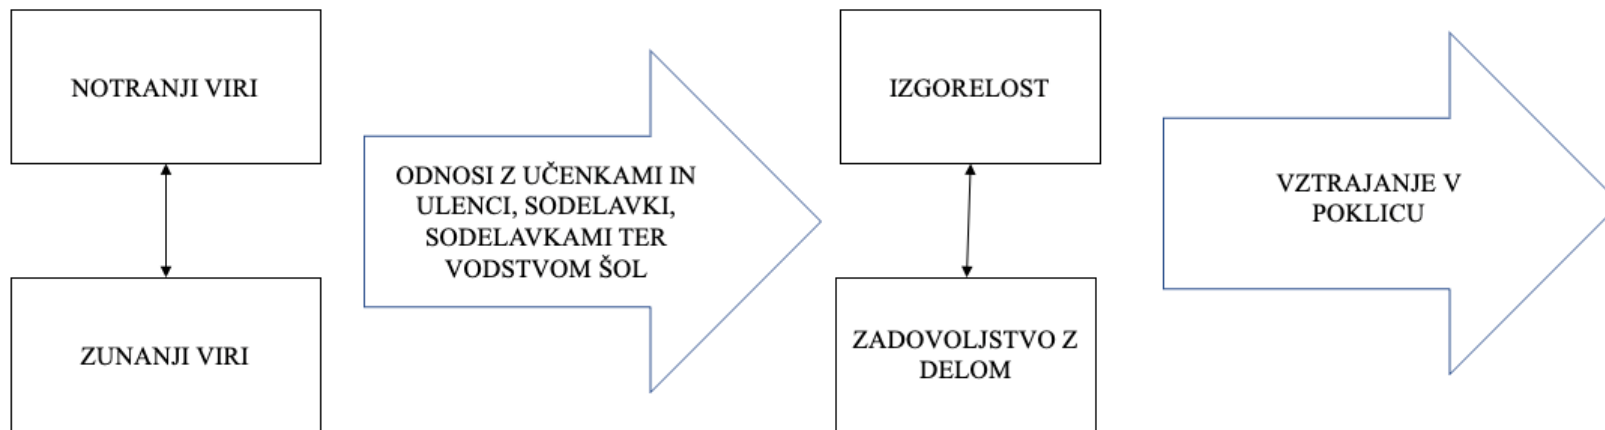 NOTRANJI VIRI
ZUNANJI VIRI
ODNOSI Z UČENKAMI IN
ULENCI, SODELAVKI,
SODELAVKAMI TER
VODSTVOM ŠOL
IZGORELOST
ZADOVOLJSTVO Z
DELOM
VZTRAJANJE V
POKLICU